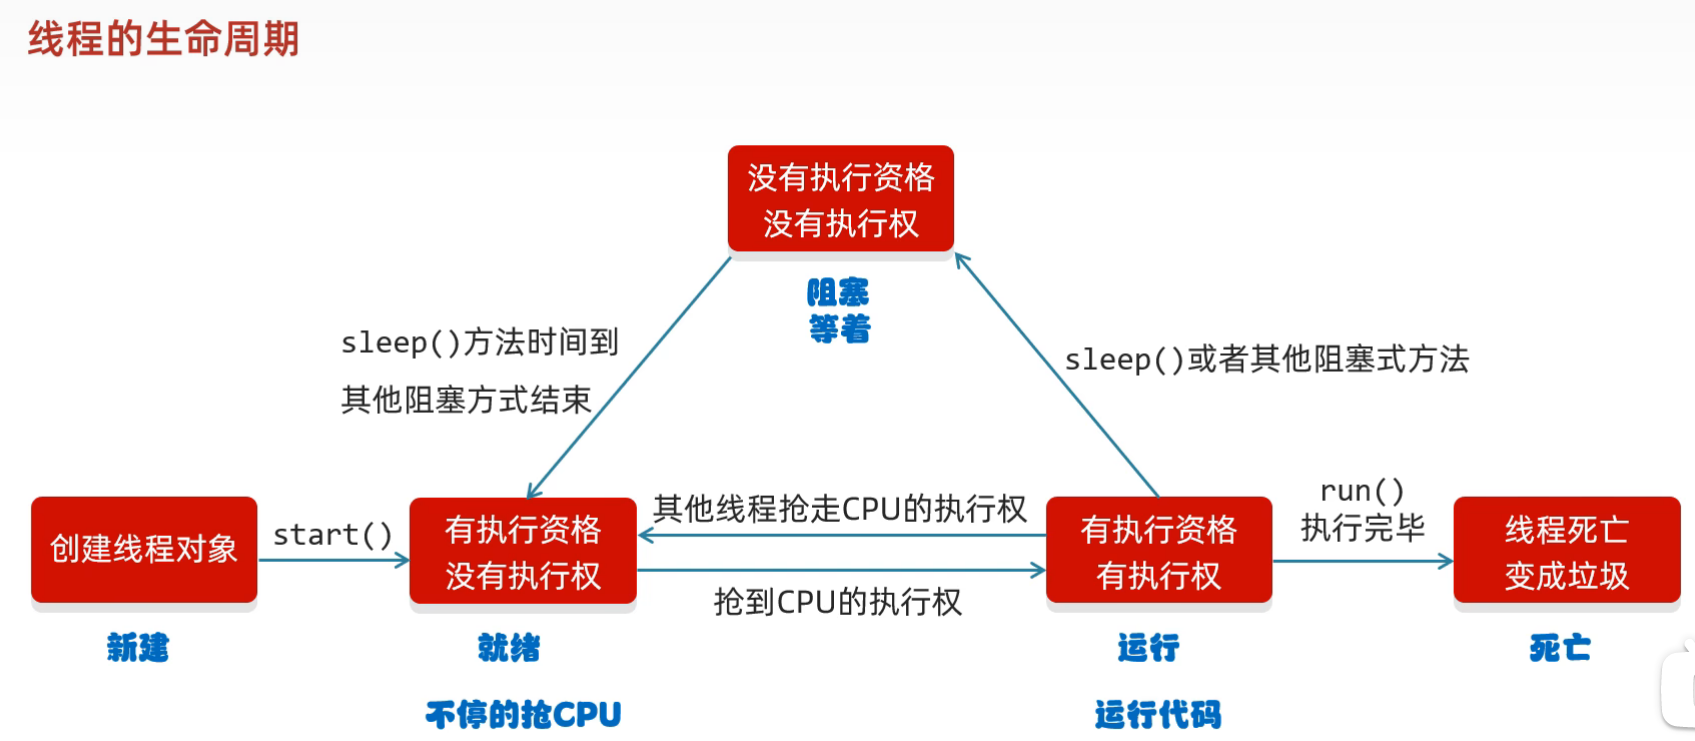 线程的生命周期
没有执行资格
没有执行权
阻塞
等着
sleep()方法时间到
其他阻塞方式结束
sleep()或者其他阻塞式方法
创建线程对象
新建
start()
有执行资格
没有执行权
就绪
不停的抢CPU
其他线程抢走CPU的执行权
抢到CPU的执行权
有执行资格
有执行权
运行
运行代码
run()
执行完毕
线程死亡
变成垃圾
死亡